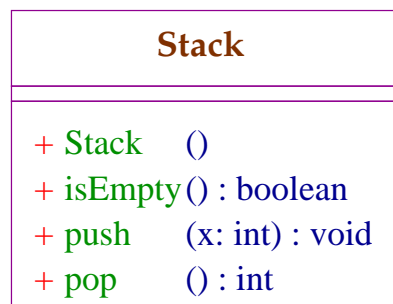 Stack
+ Stack ()
+ isEmpty() : boolean
+ push (x: int) : void
+ pop () : int